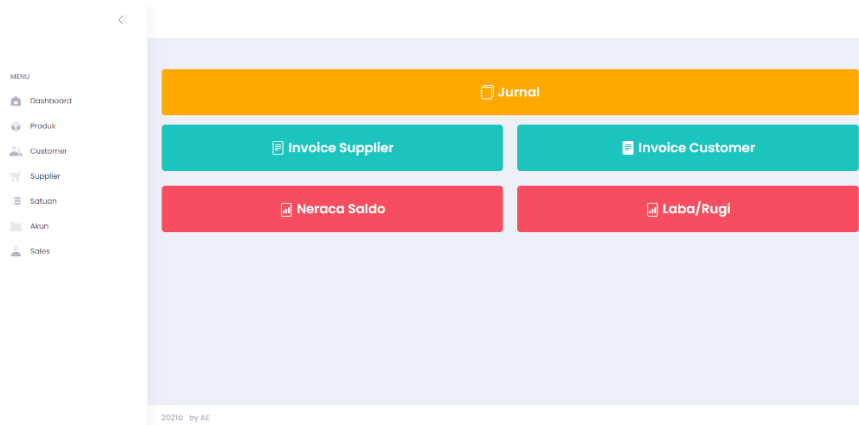 MENU
Dashboard
Produk
Customer
Supplier
Satuan
Akun
Sales
Jurnal
Invoice Supplier
Invoice Customer
Neraca Saldo
Laba/Rugi
2021© by AE